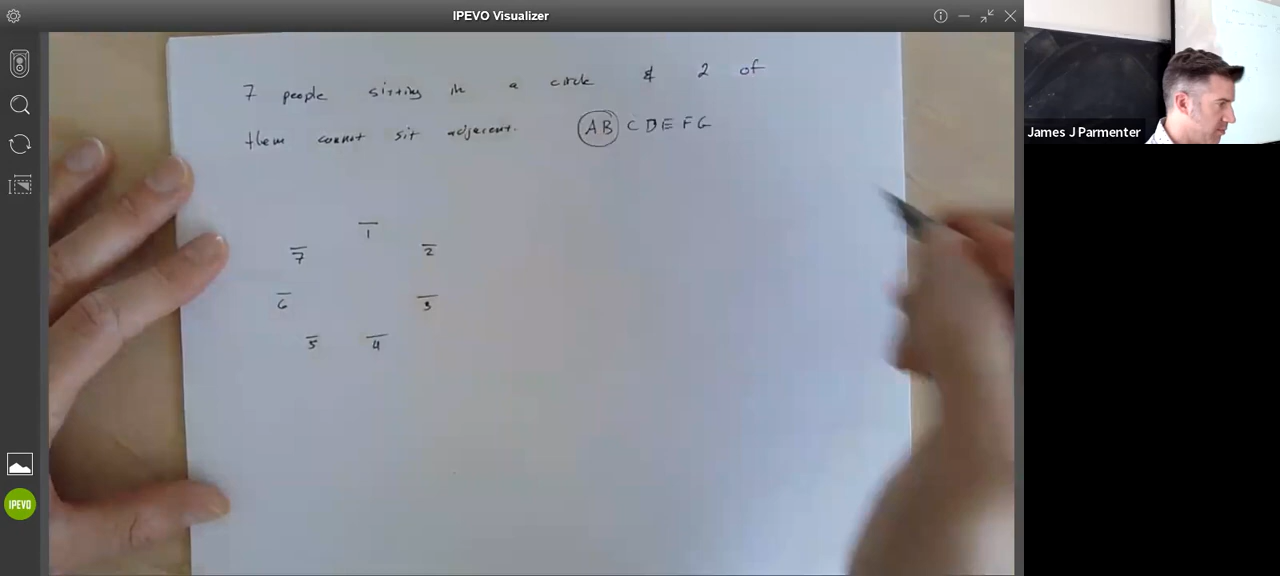 IPEVO Visualizer
7 people sitting in a circle & 2 of
them cannot sit adjacent. AB C D E F G
1
7 2
6 3
5 4
IPEVO
James J Parmenter